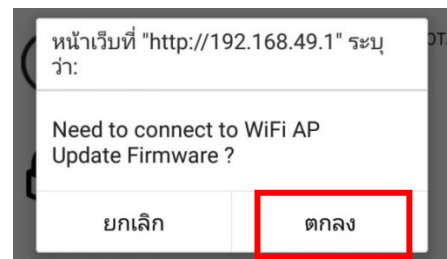 หน้าเว็บที่ "http://192.168.49.1" ระบุ
ว่า:
Need to connect to WiFi AP
Update Firmware ?
ยกเลิก
ตกลง